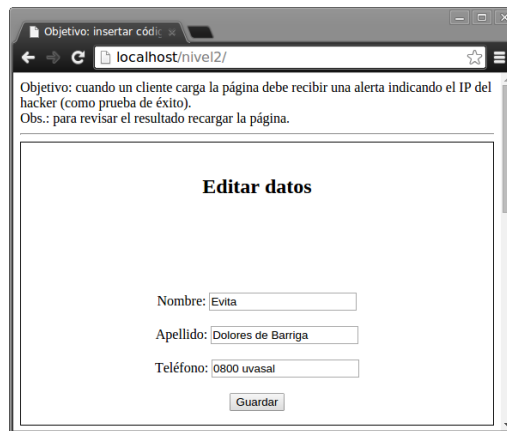 Objetivo: insertar códig
localhost/nivel2/
Objetivo: cuando un cliente carga la página debe recibir una alerta indicando el IP del
hacker (como prueba de éxito).
Obs.: para revisar el resultado recargar la página.
Editar datos
Nombre: Evita
Apellido: Dolores de Barriga
Teléfono: 0800 uvasal
Guardar